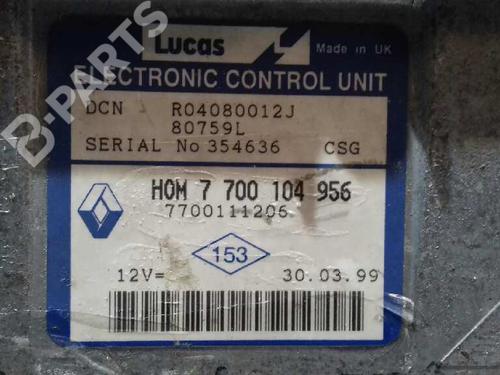 Lucas
Made in UK
ELECTRONIC CONTROL UNIT
DCN R04080012J
80759L
SERIAL No 354636 CSG
HOM 7 700 104 956
7700111206
153
12V= 30.03.99
B-PARTS